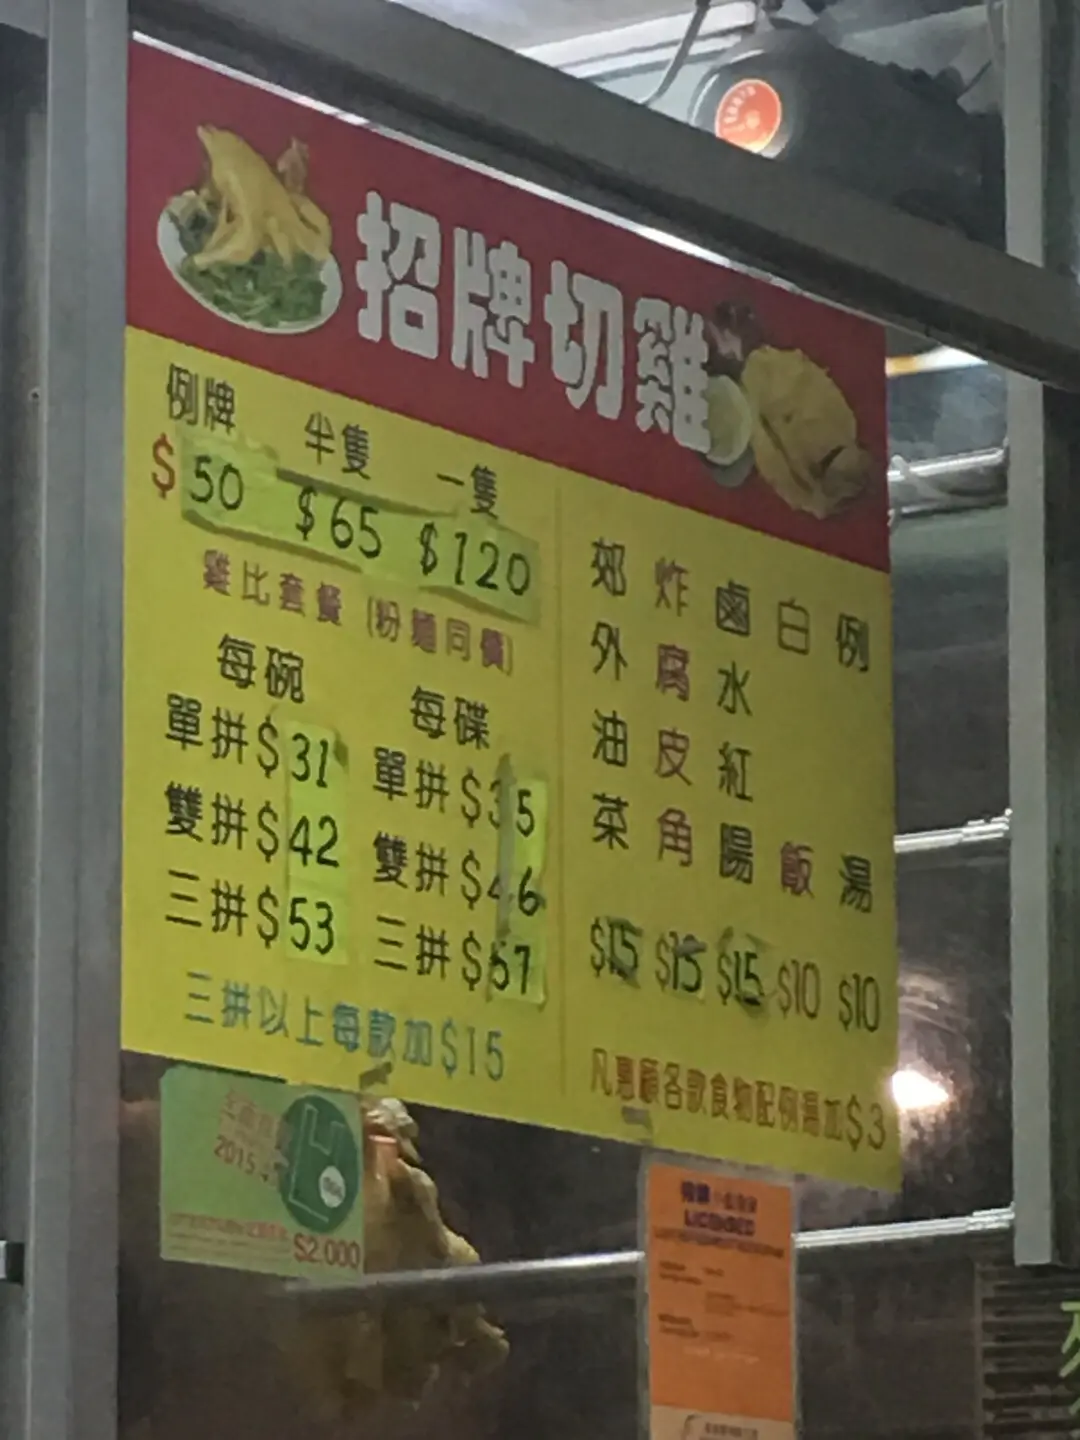 招牌切雞
例牌 半隻 一隻
$50 $65 $120
雞比套餐 (粉麵同價)
每碗
單拼$31
雙拼$42
三拼$53
每碟
單拼$35
雙拼$46
三拼$57
三拼以上每款加$15
郊外油菜 $15
炸腐皮角 $15
鹵水紅腸 $15
白飯 $10
例湯 $10
凡惠顧各款食物配例湯加$3
2015
$2,000
LICENSED